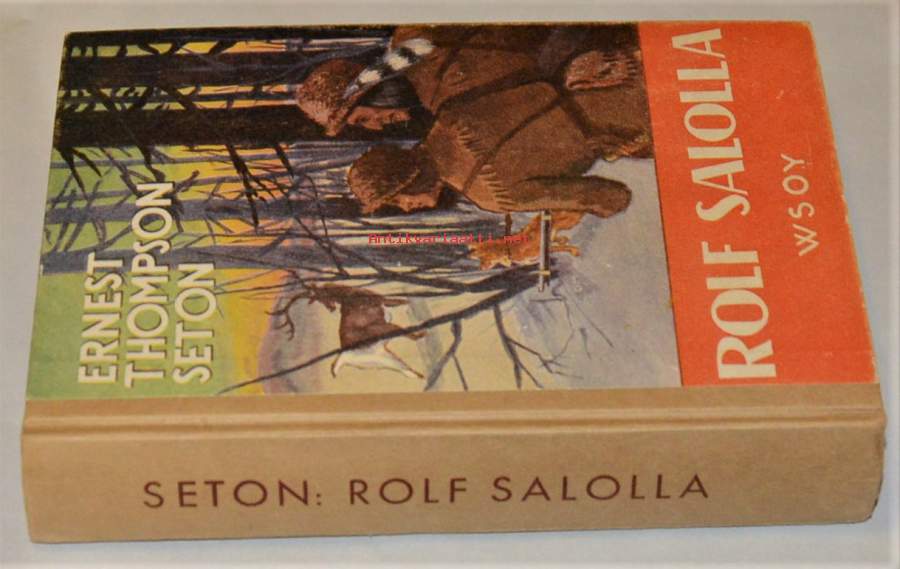 ERNEST
THOMPSON
SETON
Antikvariaatti.net
ROLF SALOLLA
WSOY
SETON: ROLF SALOLLA